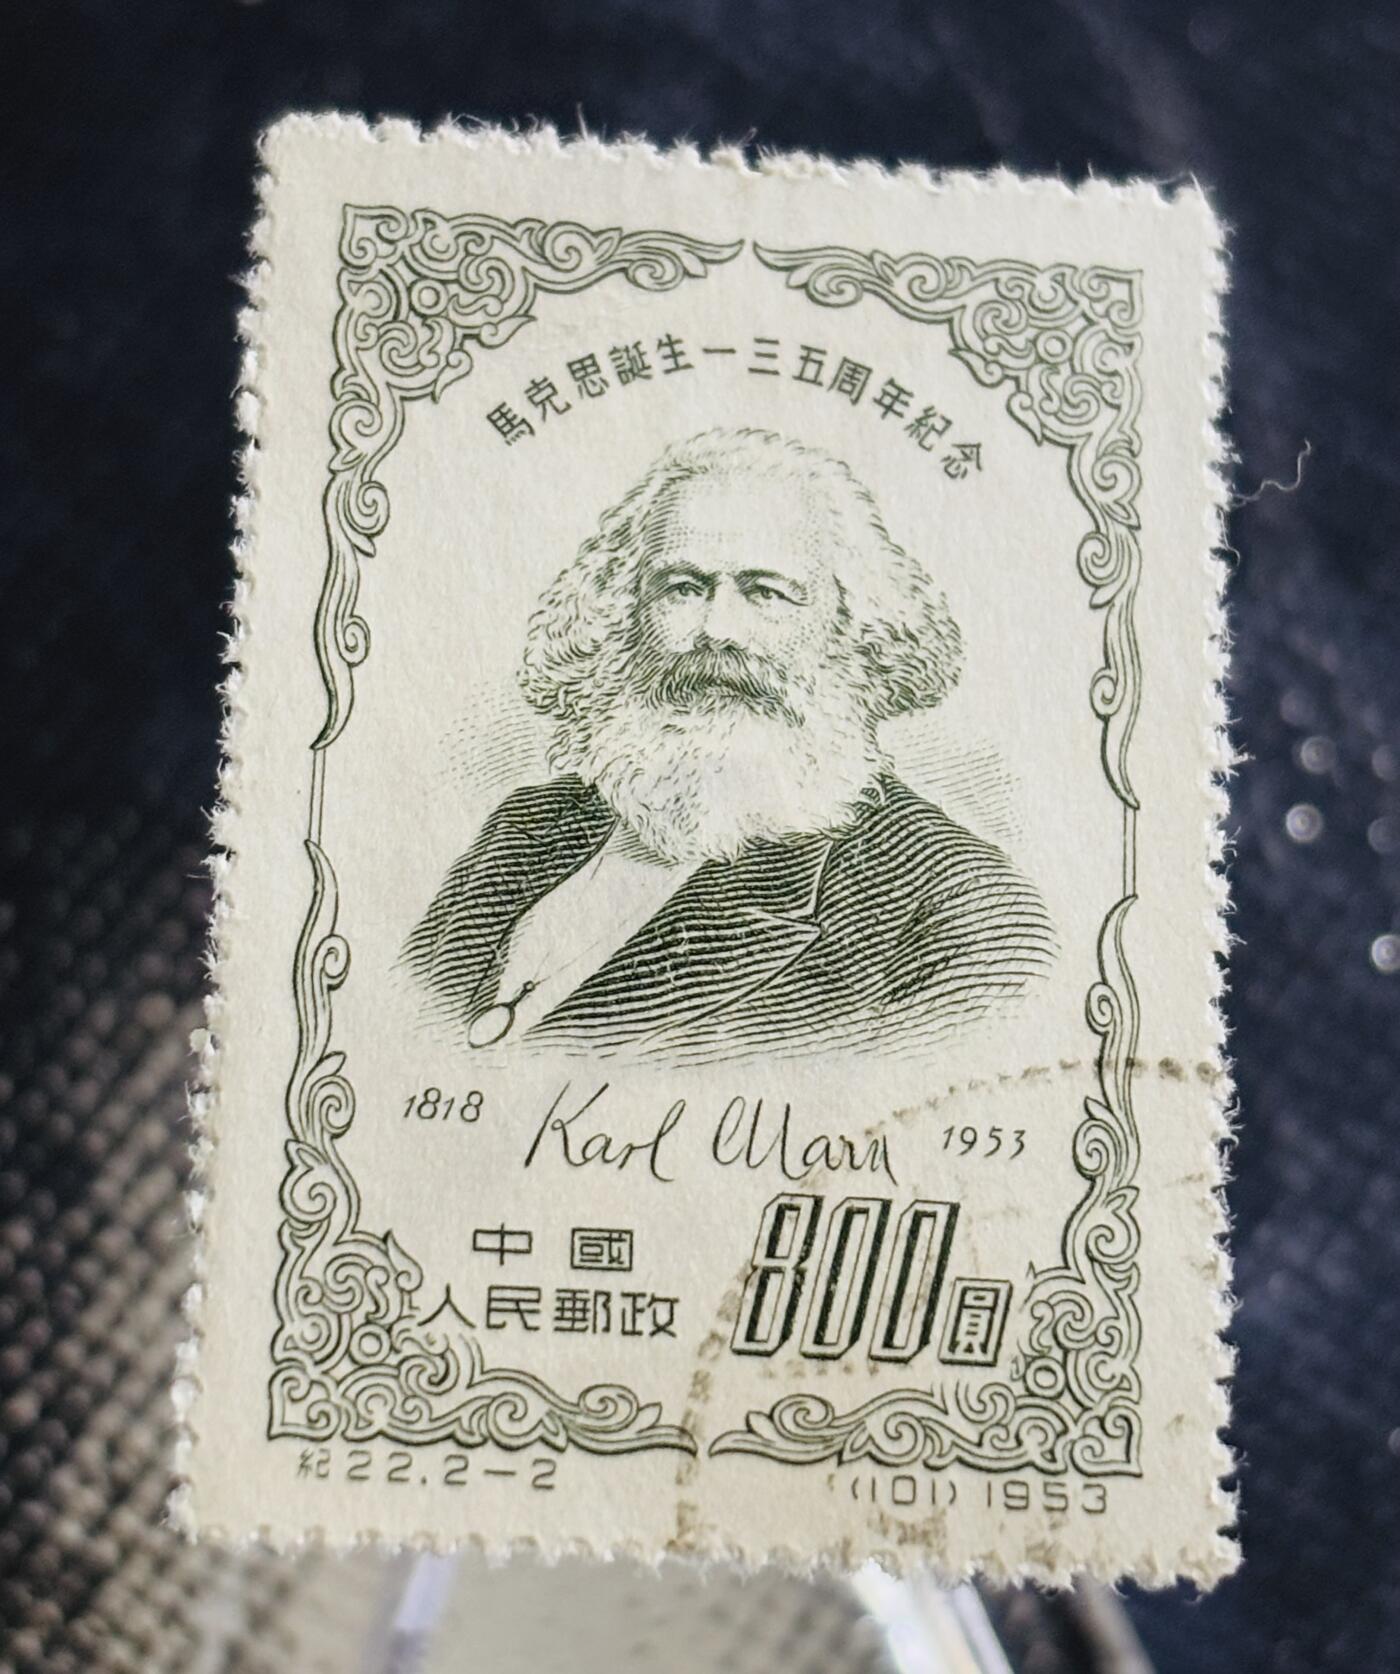 馬克思誕生一三五周年紀念
1818 Karl Marx 1953
中國
人民郵政 800圓
紀22.2-2 (101) 1953